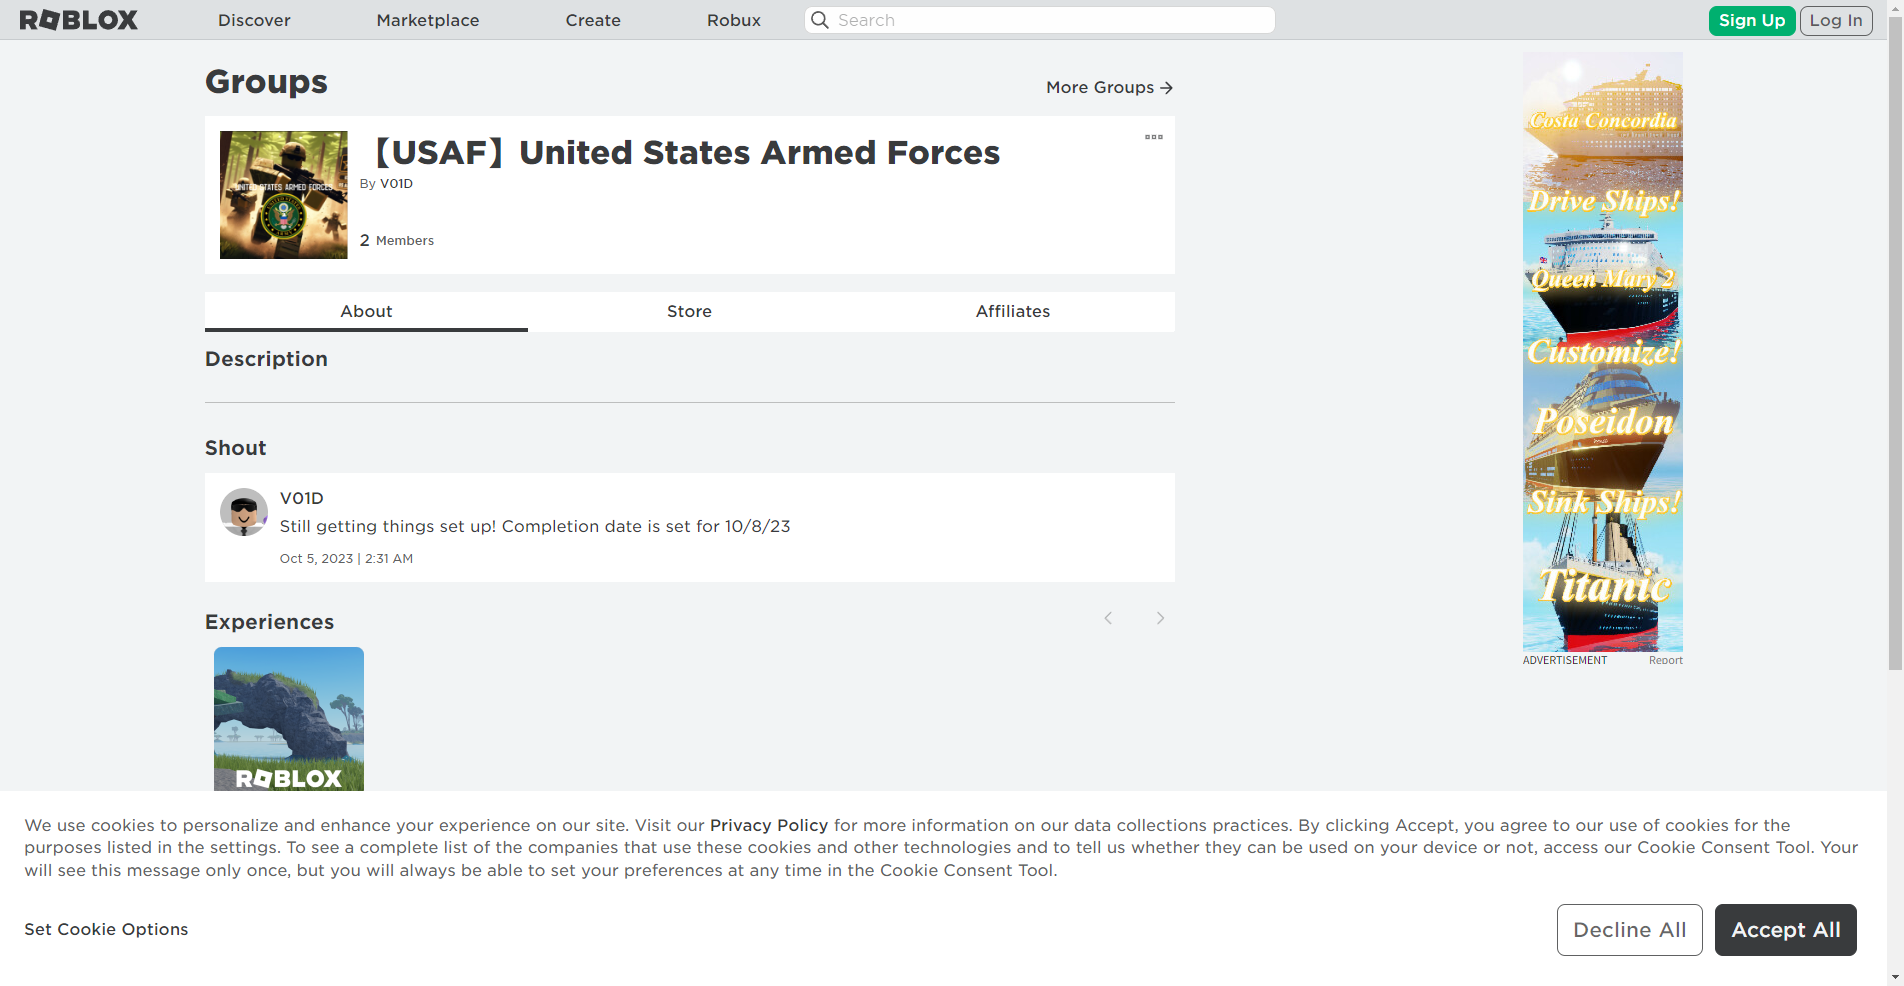 ROBLOX
Discover
Marketplace
Create
Robux
Search
Sign Up
Log In
Groups
More Groups →
UNITED STATES ARMED FORCES
【USAF】United States Armed Forces
By V01D
2 Members
About
Store
Affiliates
Description
Shout
V01D
Still getting things set up! Completion date is set for 10/8/23
Oct 5, 2023 | 2:31 AM
Experiences
ROBLOX
Costa Concordia
Drive Ships!
Queen Mary 2
Customize!
Poseidon
Sink Ships!
Titanic
ADVERTISEMENT
Report
We use cookies to personalize and enhance your experience on our site. Visit our Privacy Policy for more information on our data collections practices. By clicking Accept, you agree to our use of cookies for the
purposes listed in the settings. To see a complete list of the companies that use these cookies and other technologies and to tell us whether they can be used on your device or not, access our Cookie Consent Tool. Your
will see this message only once, but you will always be able to set your preferences at any time in the Cookie Consent Tool.
Set Cookie Options
Decline All
Accept All